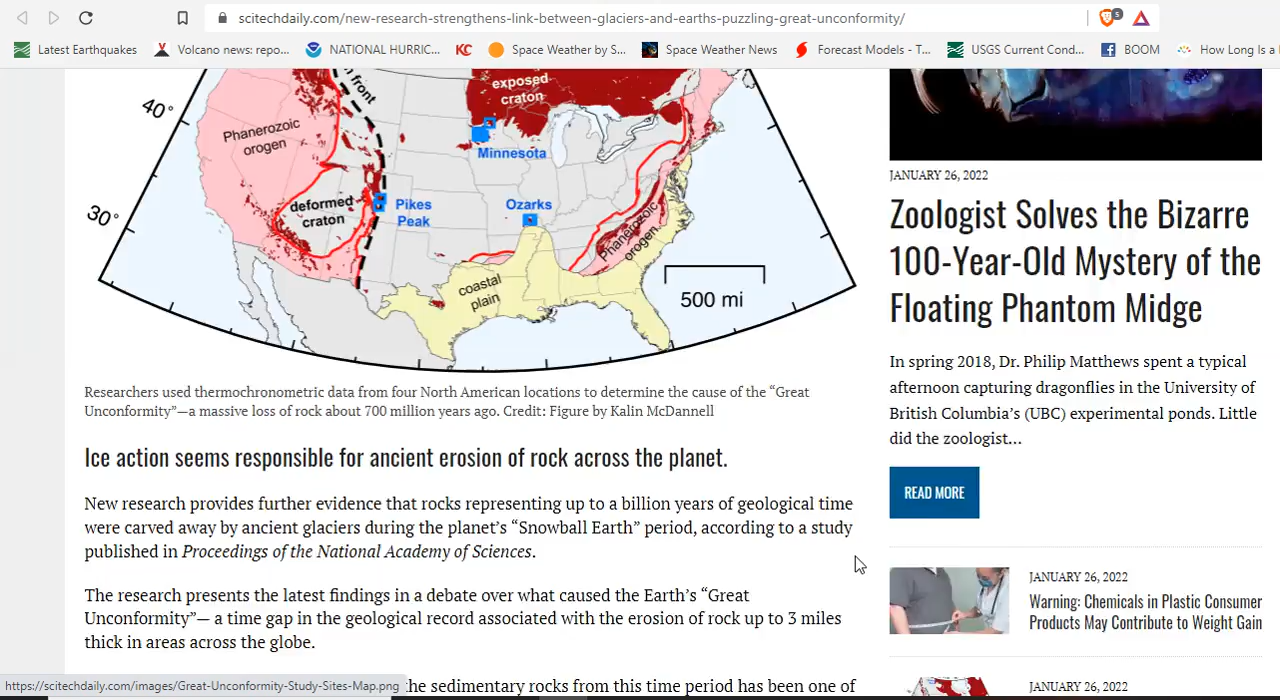 scitechdaily.com/new-research-strengthens-link-between-glaciers-and-earths-puzzling-great-unconformity/
5
Latest Earthquakes
Volcano news: repo...
NATIONAL HURRIC...
KC
Space Weather by S...
Space Weather News
Forecast Models - T...
USGS Current Cond...
BOOM
How Long Is a
n front
exposed
craton
40°
Phanerozoic
orogen
Minnesota
deformed
craton
Pikes
Peak
Ozarks
Phanerozoic
orogen
30°
coastal
plain
500 mi
Researchers used thermochronometric data from four North American locations to determine the cause of the “Great
Unconformity”—a massive loss of rock about 700 million years ago. Credit: Figure by Kalin McDannell
Ice action seems responsible for ancient erosion of rock across the planet.
New research provides further evidence that rocks representing up to a billion years of geological time
were carved away by ancient glaciers during the planet’s “Snowball Earth” period, according to a study
published in Proceedings of the National Academy of Sciences.
The research presents the latest findings in a debate over what caused the Earth’s “Great
Unconformity”— a time gap in the geological record associated with the erosion of rock up to 3 miles
thick in areas across the globe.
the sedimentary rocks from this time period has been one of
https://scitechdaily.com/images/Great-Unconformity-Study-Sites-Map.png
JANUARY 26, 2022
Zoologist Solves the Bizarre
100-Year-Old Mystery of the
Floating Phantom Midge
In spring 2018, Dr. Philip Matthews spent a typical
afternoon capturing dragonflies in the University of
British Columbia’s (UBC) experimental ponds. Little
did the zoologist...
READ MORE
JANUARY 26, 2022
Warning: Chemicals in Plastic Consumer
Products May Contribute to Weight Gain
JANUARY 26, 2022